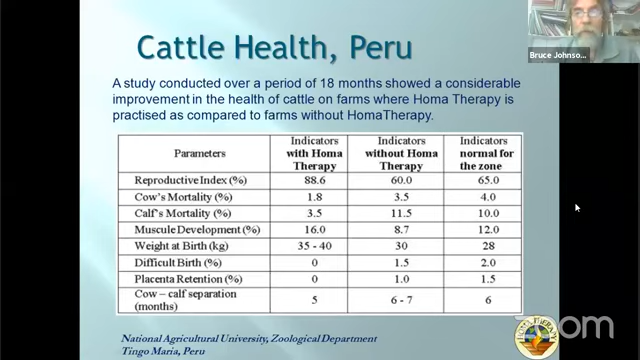 Cattle Health, Peru
Bruce Johnso...
A study conducted over a period of 18 months showed a considerable
improvement in the health of cattle on farms where Homa Therapy is
practised as compared to farms without HomaTherapy.
Parameters Indicators with Homa Therapy Indicators without Homa Therapy Indicators normal for the zone
Reproductive Index (%) 88.6 60.0 65.0
Cow's Mortality (%) 1.8 3.5 4.0
Calf's Mortality (%) 3.5 11.5 10.0
Muscule Development (%) 16.0 8.7 12.0
Weight at Birth (kg) 35 - 40 30 28
Difficult Birth (%) 0 1.5 2.0
Placenta Retention (%) 0 1.0 1.5
Cow – calf separation (months) 5 6 - 7 6
National Agricultural University, Zoological Department
Tingo Maria, Peru
zoom